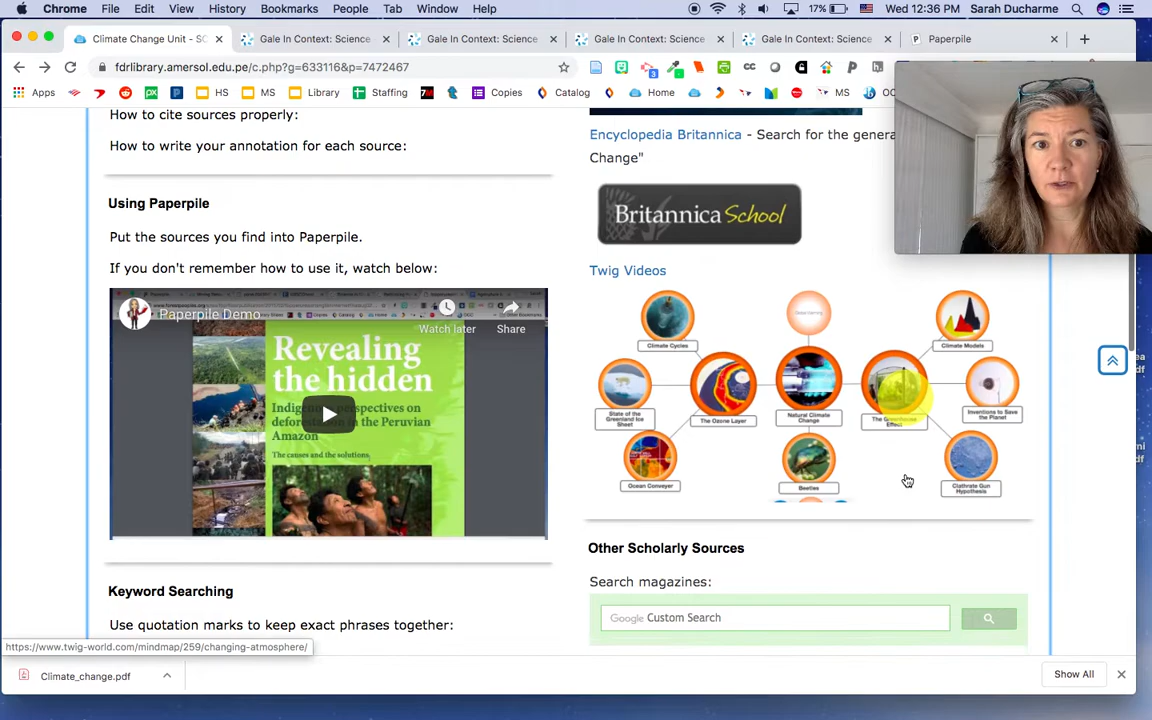 Chrome File Edit View History Bookmarks People Tab Window Help 17% Wed 12:36 PM Sarah Ducharme
Climate Change Unit - SC Gale In Context: Science Gale In Context: Science Gale In Context: Science Gale In Context: Science Paperpile
fdrlibrary.amersol.edu.pe/c.php?g=633116&p=7472467
Apps HS MS Library Staffing Copies Catalog Home MS
How to cite sources properly:
How to write your annotation for each source:
Using Paperpile
Put the sources you find into Paperpile.
If you don't remember how to use it, watch below:
Paperpile Demo
Watch later Share
Revealing
the hidden
Indigenous perspectives on
deforestation in the Peruvian
Amazon
The causes and the solutions.
Keyword Searching
Use quotation marks to keep exact phrases together:
Encyclopedia Britannica - Search for the genera
Change"
Britannica School
Twig Videos
Climate Cycles
Climate Models
State of the
Greenland Ice
Sheet
The Ozone Layer
Natural Climate
Change
The Greenhouse
Effect
Inventions to Save
the Planet
Ocean Conveyer
Beetles
Clathrate Gun
Hypothesis
Other Scholarly Sources
Search magazines:
Google Custom Search
https://www.twig-world.com/mindmap/259/changing-atmosphere/
Climate_change.pdf
Show All